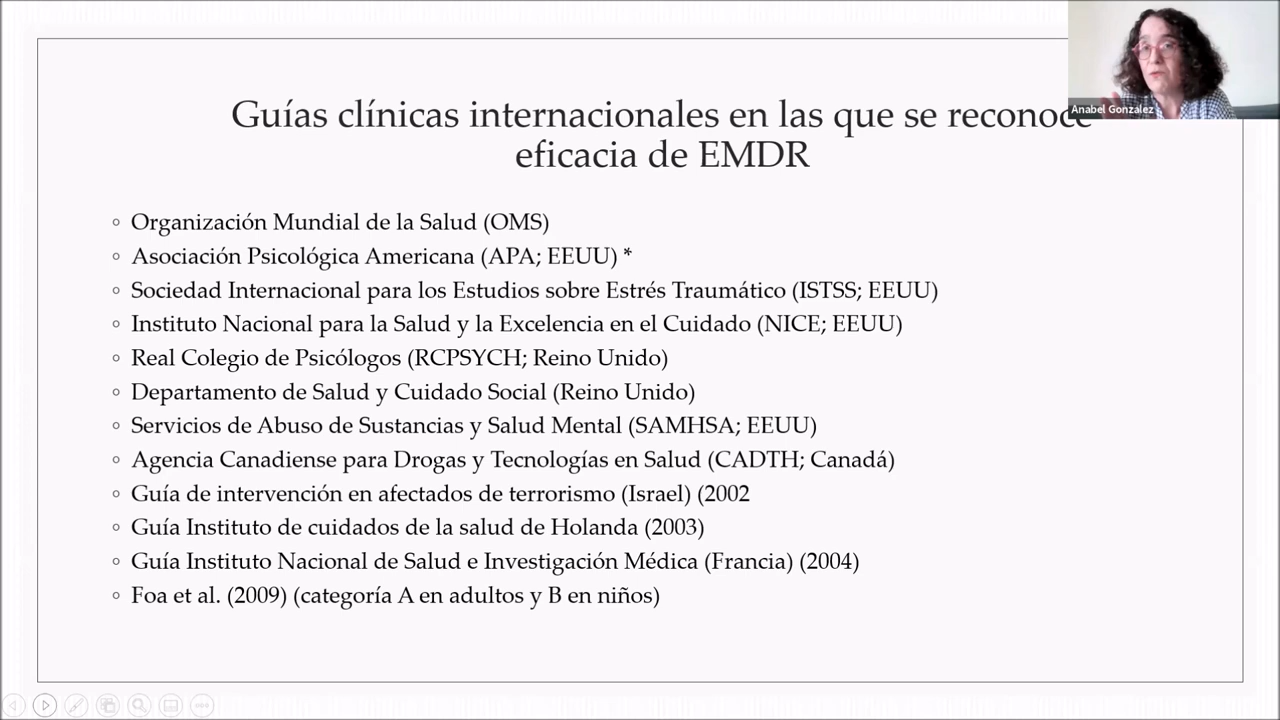 Guías clínicas internacionales en las que se reconoce
eficacia de EMDR
Anabel Gonzalez
Organización Mundial de la Salud (OMS)
Asociación Psicológica Americana (APA; EEUU) *
Sociedad Internacional para los Estudios sobre Estrés Traumático (ISTSS; EEUU)
Instituto Nacional para la Salud y la Excelencia en el Cuidado (NICE; EEUU)
Real Colegio de Psicólogos (RCPSYCH; Reino Unido)
Departamento de Salud y Cuidado Social (Reino Unido)
Servicios de Abuso de Sustancias y Salud Mental (SAMHSA; EEUU)
Agencia Canadiense para Drogas y Tecnologías en Salud (CADTH; Canadá)
Guía de intervención en afectados de terrorismo (Israel) (2002
Guía Instituto de cuidados de la salud de Holanda (2003)
Guía Instituto Nacional de Salud e Investigación Médica (Francia) (2004)
Foa et al. (2009) (categoría A en adultos y B en niños)